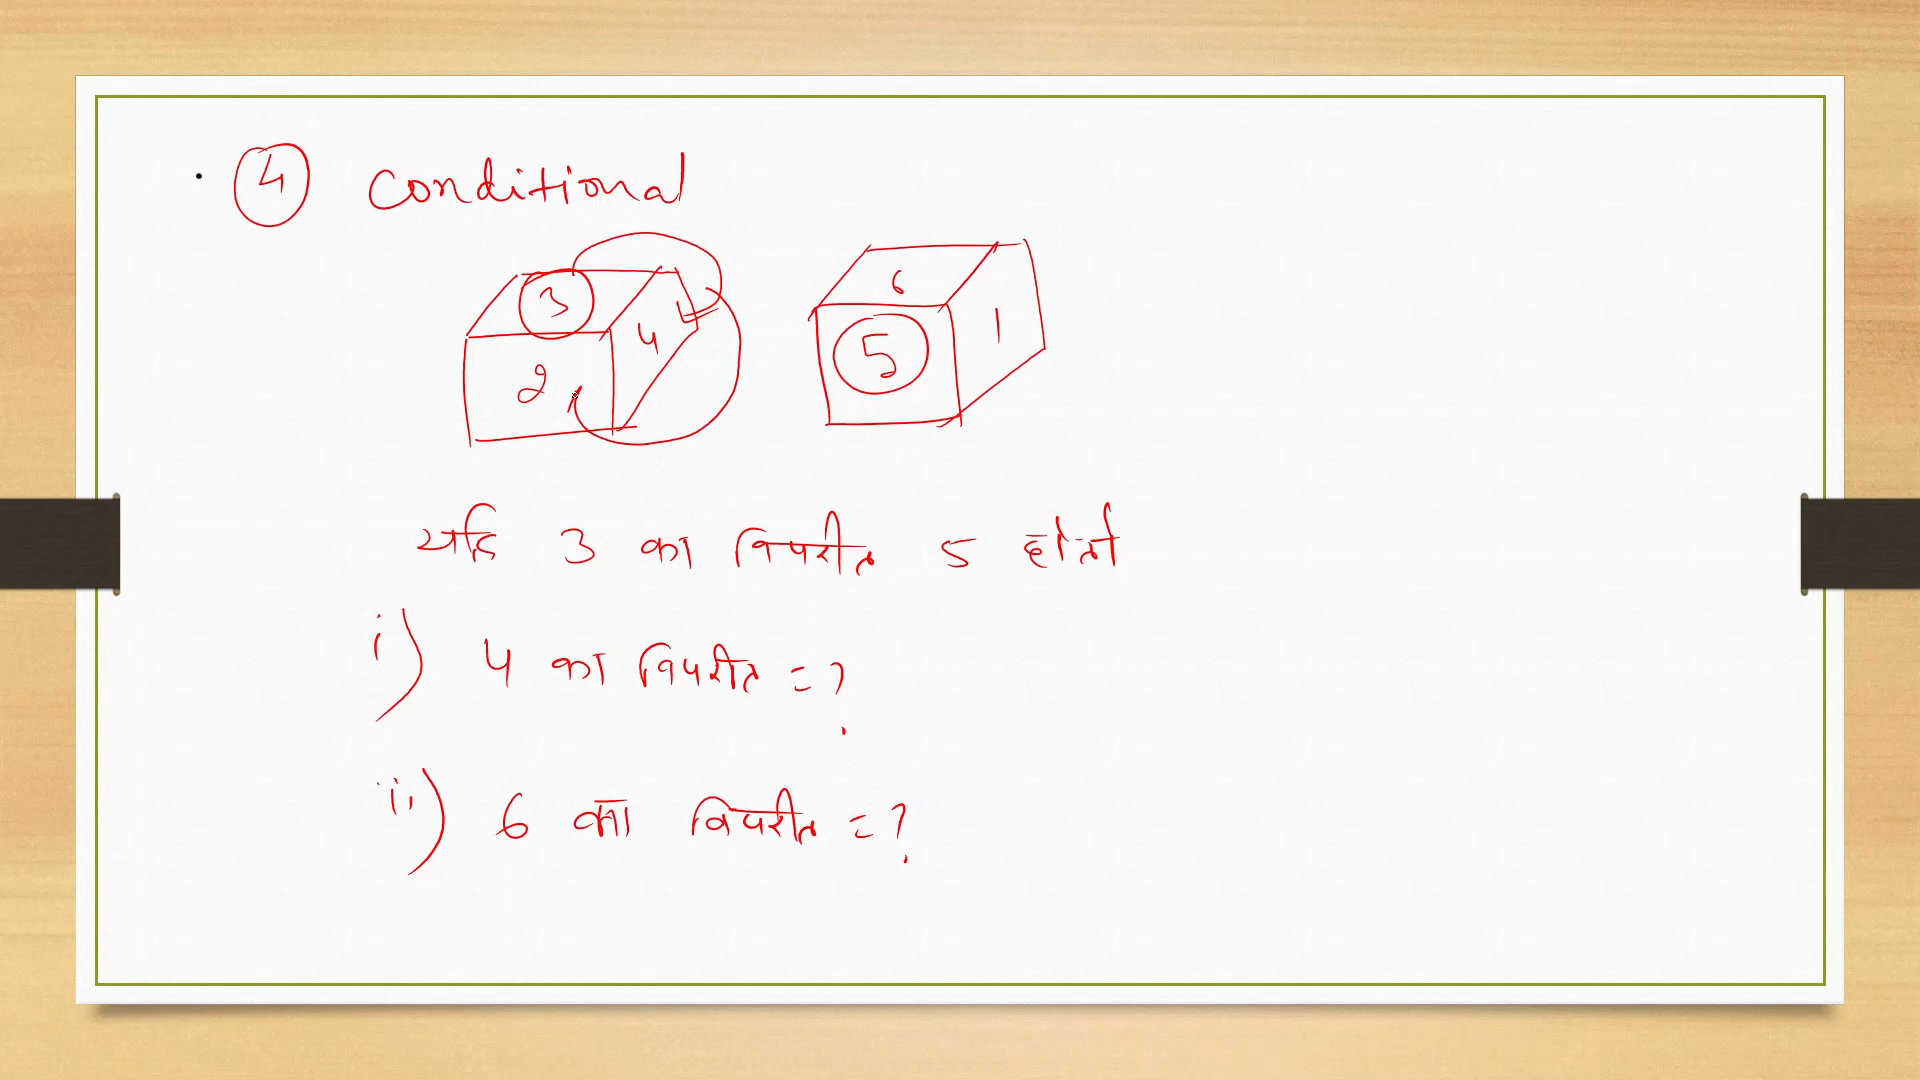 4 Conditional
3 4 2
6 5 1
यदि 3 का विपरीत 5 हो तो
i) 4 का विपरीत = ?
ii) 6 का विपरीत = ?